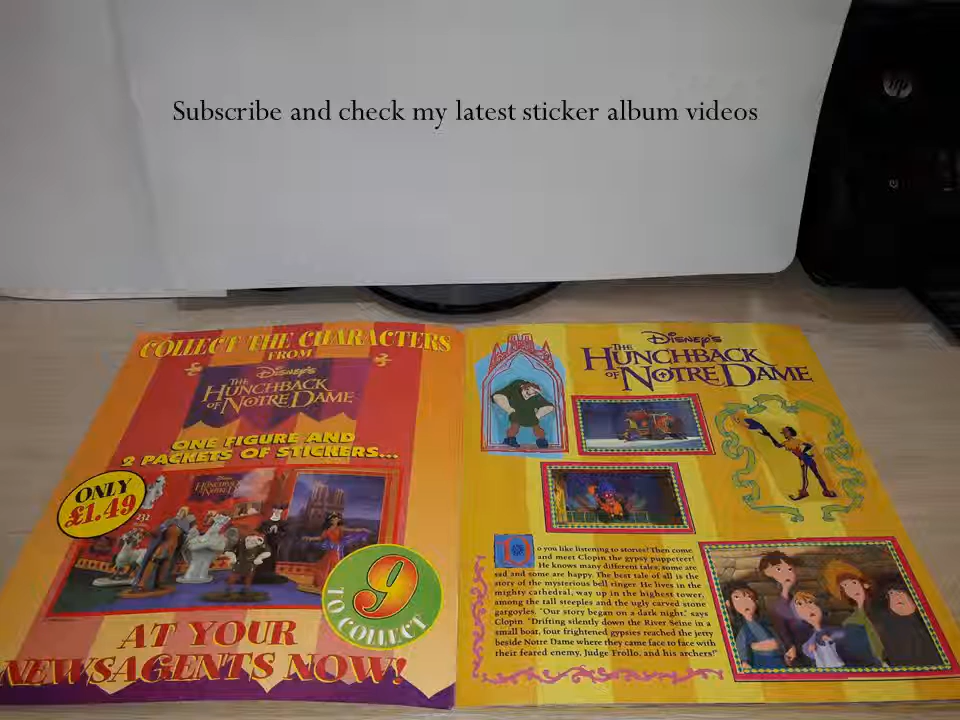 Subscribe and check my latest sticker album videos
hp
COLLECT THE CHARACTERS
FROM
DISNEY'S
THE
HUNCHBACK
OF NOTRE DAME
ONE FIGURE AND
2 PACKETS OF STICKERS...
ONLY
£1.49
9
TO COLLECT
AT YOUR
NEWSAGENTS NOW!
DISNEY'S
THE
HUNCHBACK
OF NOTRE DAME
Do you like listening to stories? Then come
and meet Clopin the gypsy puppeteer!
He knows many different tales, some are
sad and some are happy. The best tale of all is the
story of the mysterious bell ringer. He lives in the
mighty cathedral, way up in the highest tower,
among the tall steeples and the ugly carved stone
gargoyles. "Our story began on a dark night," says
Clopin. "Drifting silently down the River Seine in a
small boat, four frightened gypsies reached the jetty
beside Notre Dame where they came face to face with
their feared enemy, Judge Frollo, and his archers!"